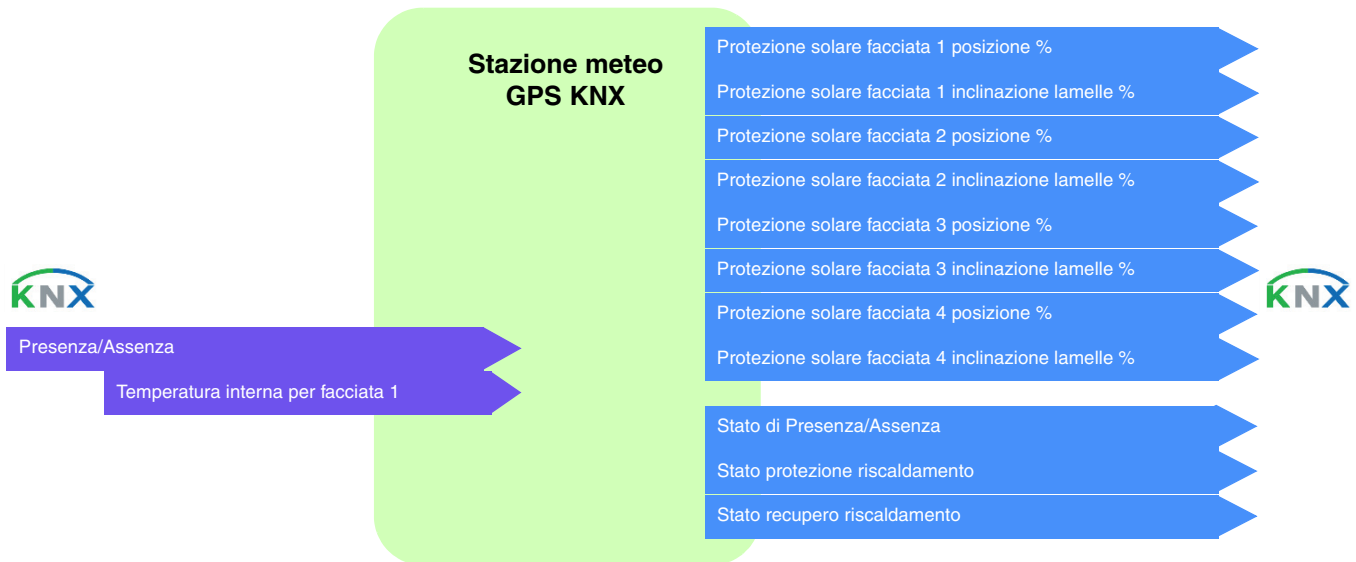 Stazione meteo
GPS KNX
KNX
Presenza/Assenza
Temperatura interna per facciata 1
Protezione solare facciata 1 posizione %
Protezione solare facciata 1 inclinazione lamelle %
Protezione solare facciata 2 posizione %
Protezione solare facciata 2 inclinazione lamelle %
Protezione solare facciata 3 posizione %
Protezione solare facciata 3 inclinazione lamelle %
Protezione solare facciata 4 posizione %
Protezione solare facciata 4 inclinazione lamelle %
Stato di Presenza/Assenza
Stato protezione riscaldamento
Stato recupero riscaldamento
KNX